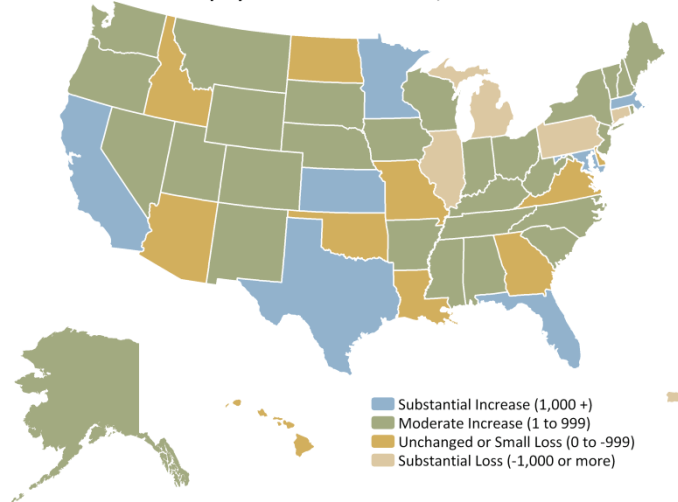 Substantial Increase (1,000 +)
Moderate Increase (1 to 999)
Unchanged or Small Loss (0 to -999)
Substantial Loss (-1,000 or more)